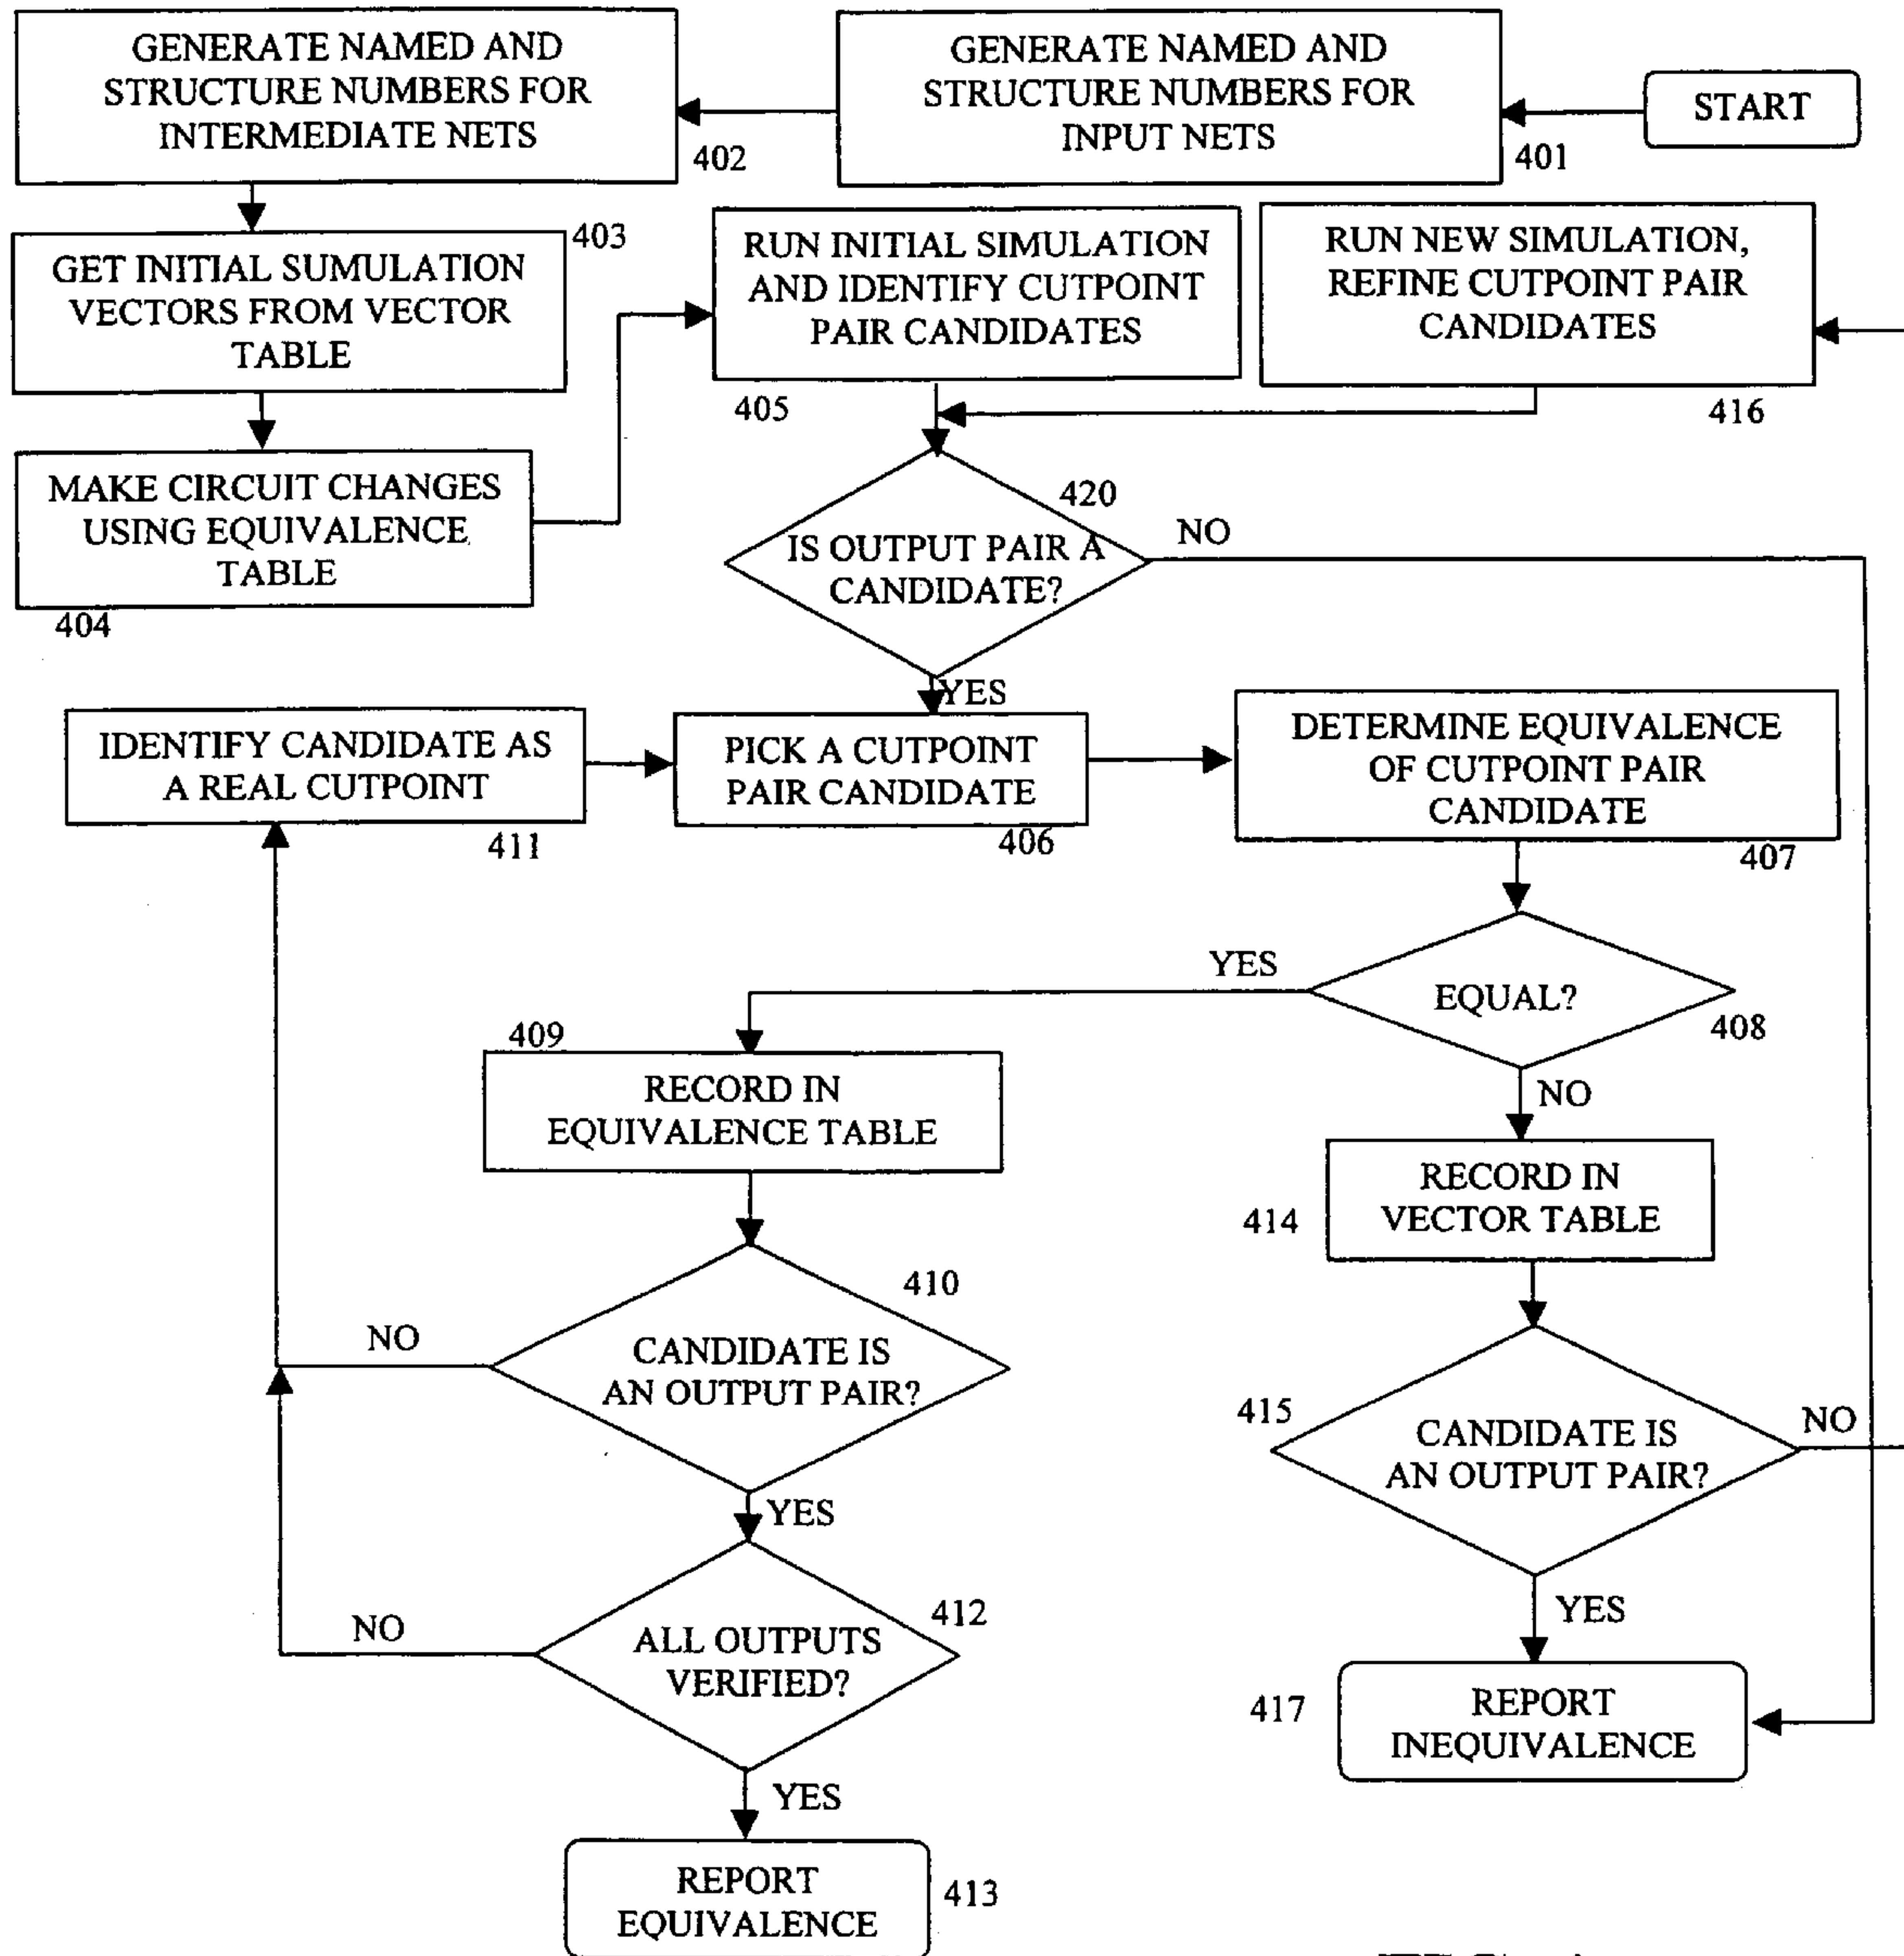 START
GENERATE NAMED AND
STRUCTURE NUMBERS FOR
INPUT NETS
401
GENERATE NAMED AND
STRUCTURE NUMBERS FOR
INTERMEDIATE NETS
402
GET INITIAL SUMULATION
VECTORS FROM VECTOR
TABLE
403
MAKE CIRCUIT CHANGES
USING EQUIVALENCE
TABLE
404
RUN INITIAL SIMULATION
AND IDENTIFY CUTPOINT
PAIR CANDIDATES
405
RUN NEW SIMULATION,
REFINE CUTPOINT PAIR
CANDIDATES
416
420
IS OUTPUT PAIR A
CANDIDATE?
NO
YES
IDENTIFY CANDIDATE AS
A REAL CUTPOINT
411
PICK A CUTPOINT
PAIR CANDIDATE
406
DETERMINE EQUIVALENCE
OF CUTPOINT PAIR
CANDIDATE
407
EQUAL?
408
YES
NO
409
RECORD IN
EQUIVALENCE TABLE
RECORD IN
VECTOR TABLE
414
410
CANDIDATE IS
AN OUTPUT PAIR?
NO
YES
415
CANDIDATE IS
AN OUTPUT PAIR?
NO
YES
412
ALL OUTPUTS
VERIFIED?
NO
YES
417
REPORT
INEQUIVALENCE
REPORT
EQUIVALENCE
413